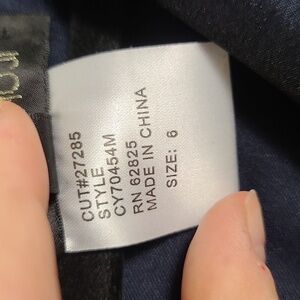 CUT#27285
STYLE
CY70454M
RN 62825
MADE IN CHINA
SIZE: 6